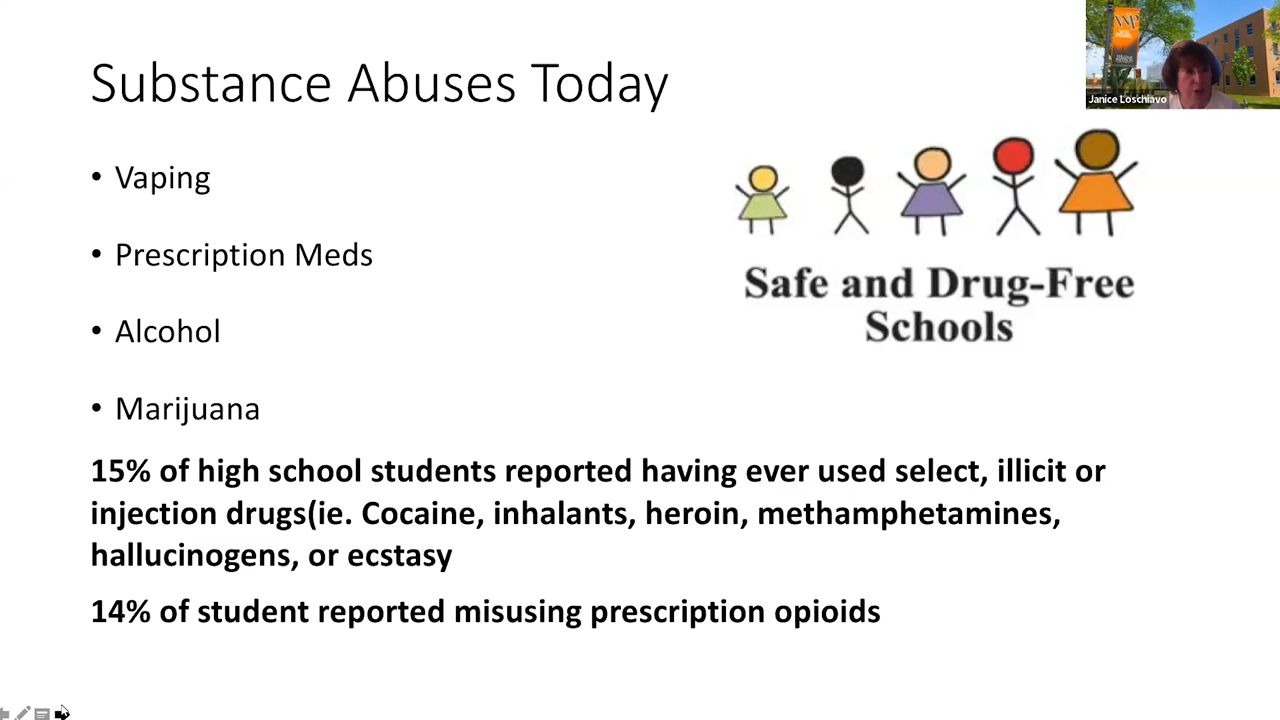 Substance Abuses Today
WP
Janice Loschiavo
• Vaping
• Prescription Meds
• Alcohol
• Marijuana
Safe and Drug-Free
Schools
15% of high school students reported having ever used select, illicit or
injection drugs(ie. Cocaine, inhalants, heroin, methamphetamines,
hallucinogens, or ecstasy
14% of student reported misusing prescription opioids